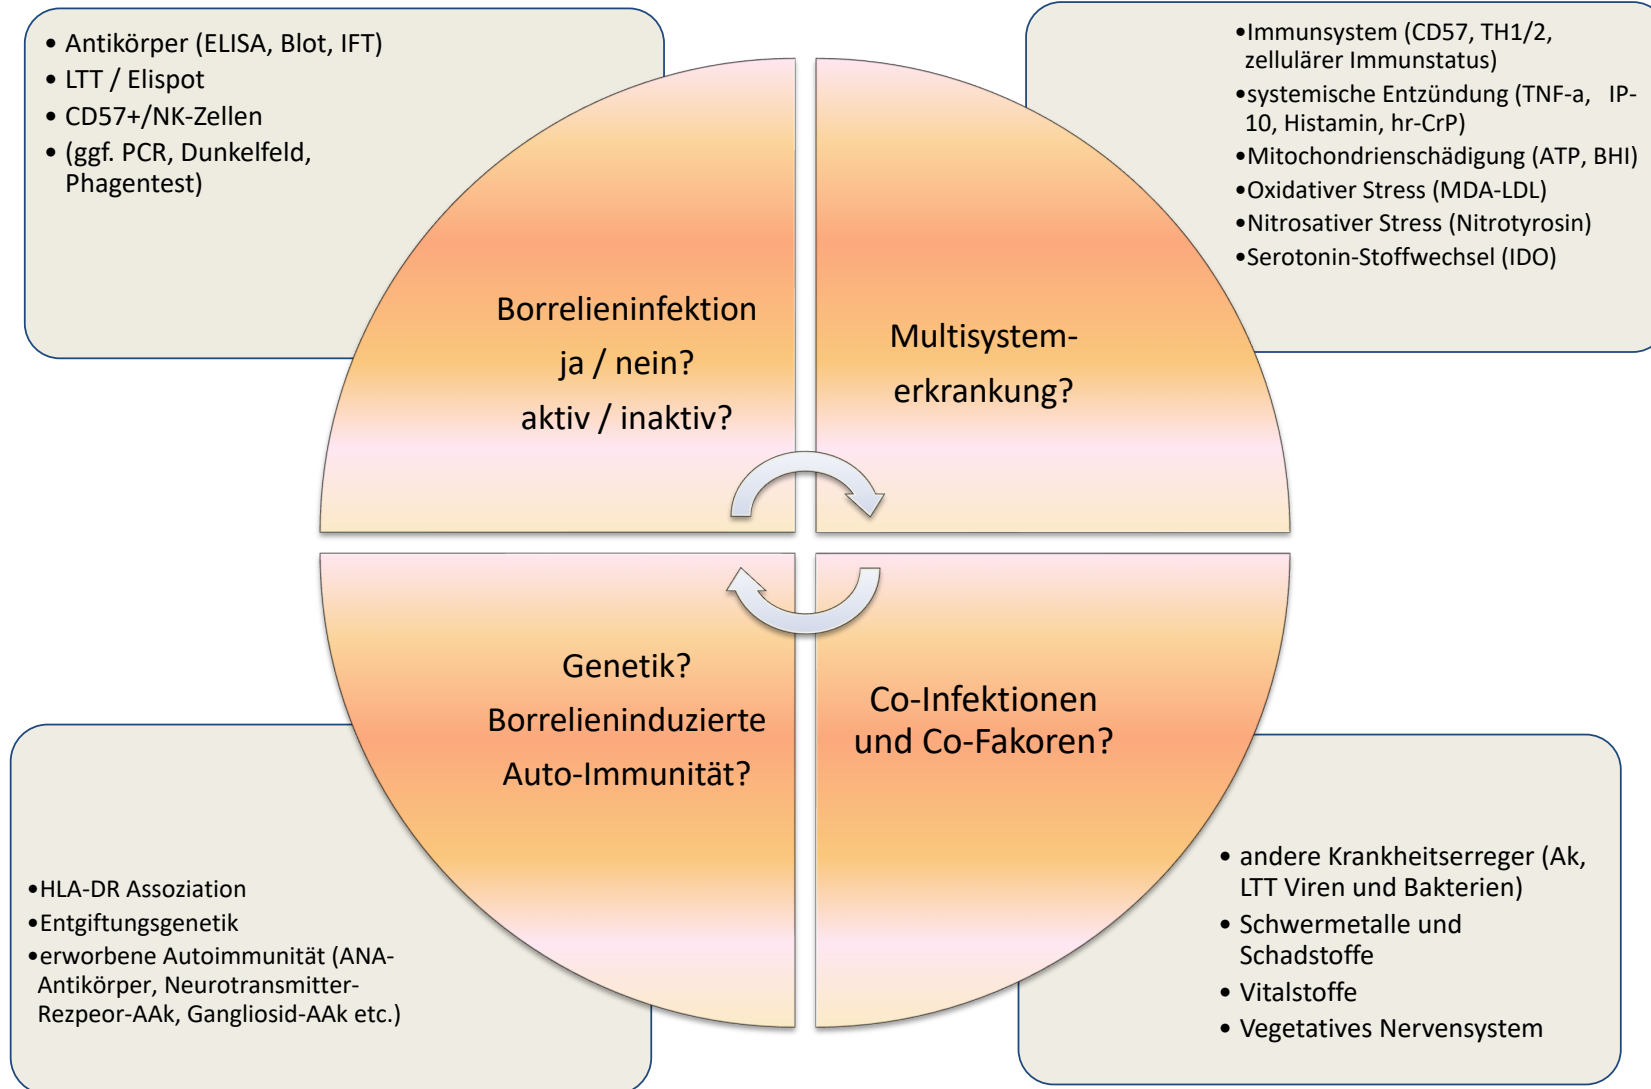 • Antikörper (ELISA, Blot, IFT)
• LTT / Elispot
• CD57+/NK-Zellen
• (ggf. PCR, Dunkelfeld,
Phagentest)
•Immunsystem (CD57, TH1/2,
zellulärer Immunstatus)
•systemische Entzündung (TNF-a, IP-
10, Histamin, hr-CrP)
•Mitochondrienschädigung (ATP, BHI)
•Oxidativer Stress (MDA-LDL)
•Nitrosativer Stress (Nitrotyrosin)
•Serotonin-Stoffwechsel (IDO)
Borrelieninfektion
ja / nein?
aktiv / inaktiv?
Multisystem-
erkrankung?
Genetik?
Borrelieninduzierte
Auto-Immunität?
Co-Infektionen
und Co-Fakoren?
•HLA-DR Assoziation
•Entgiftungsgenetik
•erworbene Autoimmunität (ANA-
Antikörper, Neurotransmitter-
Rezpeor-AAk, Gangliosid-AAk etc.)
• andere Krankheitserreger (Ak,
LTT Viren und Bakterien)
• Schwermetalle und
Schadstoffe
• Vitalstoffe
• Vegetatives Nervensystem